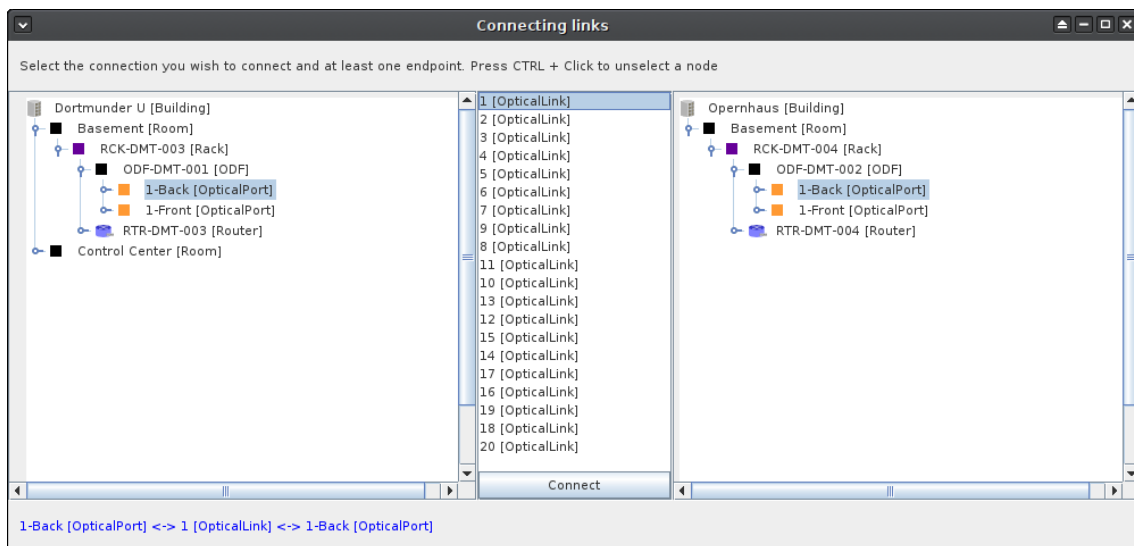 Connecting links
Select the connection you wish to connect and at least one endpoint. Press CTRL + Click to unselect a node
Dortmunder U [Building]
Basement [Room]
RCK-DMT-003 [Rack]
ODF-DMT-001 [ODF]
1-Back [OpticalPort]
1-Front [OpticalPort]
RTR-DMT-003 [Router]
Control Center [Room]
1 [OpticalLink]
2 [OpticalLink]
3 [OpticalLink]
4 [OpticalLink]
5 [OpticalLink]
6 [OpticalLink]
7 [OpticalLink]
9 [OpticalLink]
8 [OpticalLink]
11 [OpticalLink]
10 [OpticalLink]
13 [OpticalLink]
12 [OpticalLink]
15 [OpticalLink]
14 [OpticalLink]
17 [OpticalLink]
16 [OpticalLink]
19 [OpticalLink]
18 [OpticalLink]
20 [OpticalLink]
Connect
Opernhaus [Building]
Basement [Room]
RCK-DMT-004 [Rack]
ODF-DMT-002 [ODF]
1-Back [OpticalPort]
1-Front [OpticalPort]
RTR-DMT-004 [Router]
1-Back [OpticalPort] <-> 1 [OpticalLink] <-> 1-Back [OpticalPort]